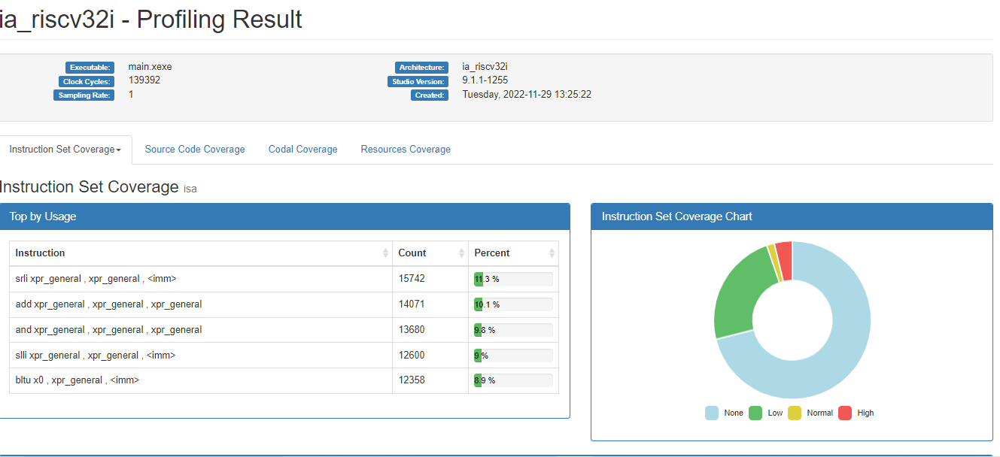 ia_riscv32i - Profiling Result
Executable: main.xexe Architecture: ia_riscv32i
Clock Cycles: 139392 Studio Version: 9.1.1-1255
Sampling Rate: 1 Created: Tuesday, 2022-11-29 13:25:22
Instruction Set Coverage Source Code Coverage Codal Coverage Resources Coverage
Instruction Set Coverage isa
Top by Usage
Instruction Count Percent
srli xpr_general , xpr_general , <imm> 15742 11.3 %
add xpr_general , xpr_general , xpr_general 14071 10.1 %
and xpr_general , xpr_general , xpr_general 13680 9.8 %
slli xpr_general , xpr_general , <imm> 12600 9 %
bltu x0 , xpr_general , <imm> 12358 8.9 %
Instruction Set Coverage Chart
None Low Normal High